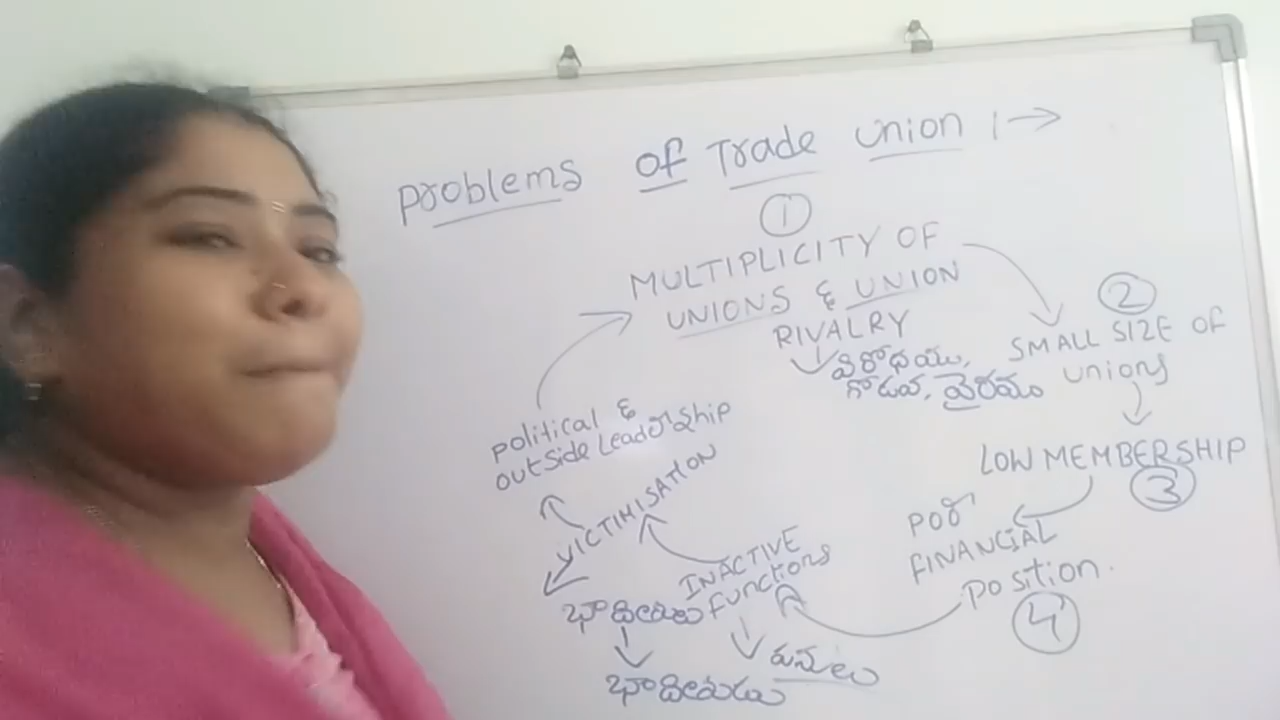 Problems of Trade Union :→
①
MULTIPLICITY OF
UNIONS & UNION
RIVALRY
విరోధము,
గొడవ, వైరము
②
SMALL SIZE OF
unions
LOW MEMBERSHIP
③
POOR
FINANCIAL
Position.
④
INACTIVE
functions
పనులు
VICTIMISATION
political &
outside Leadership